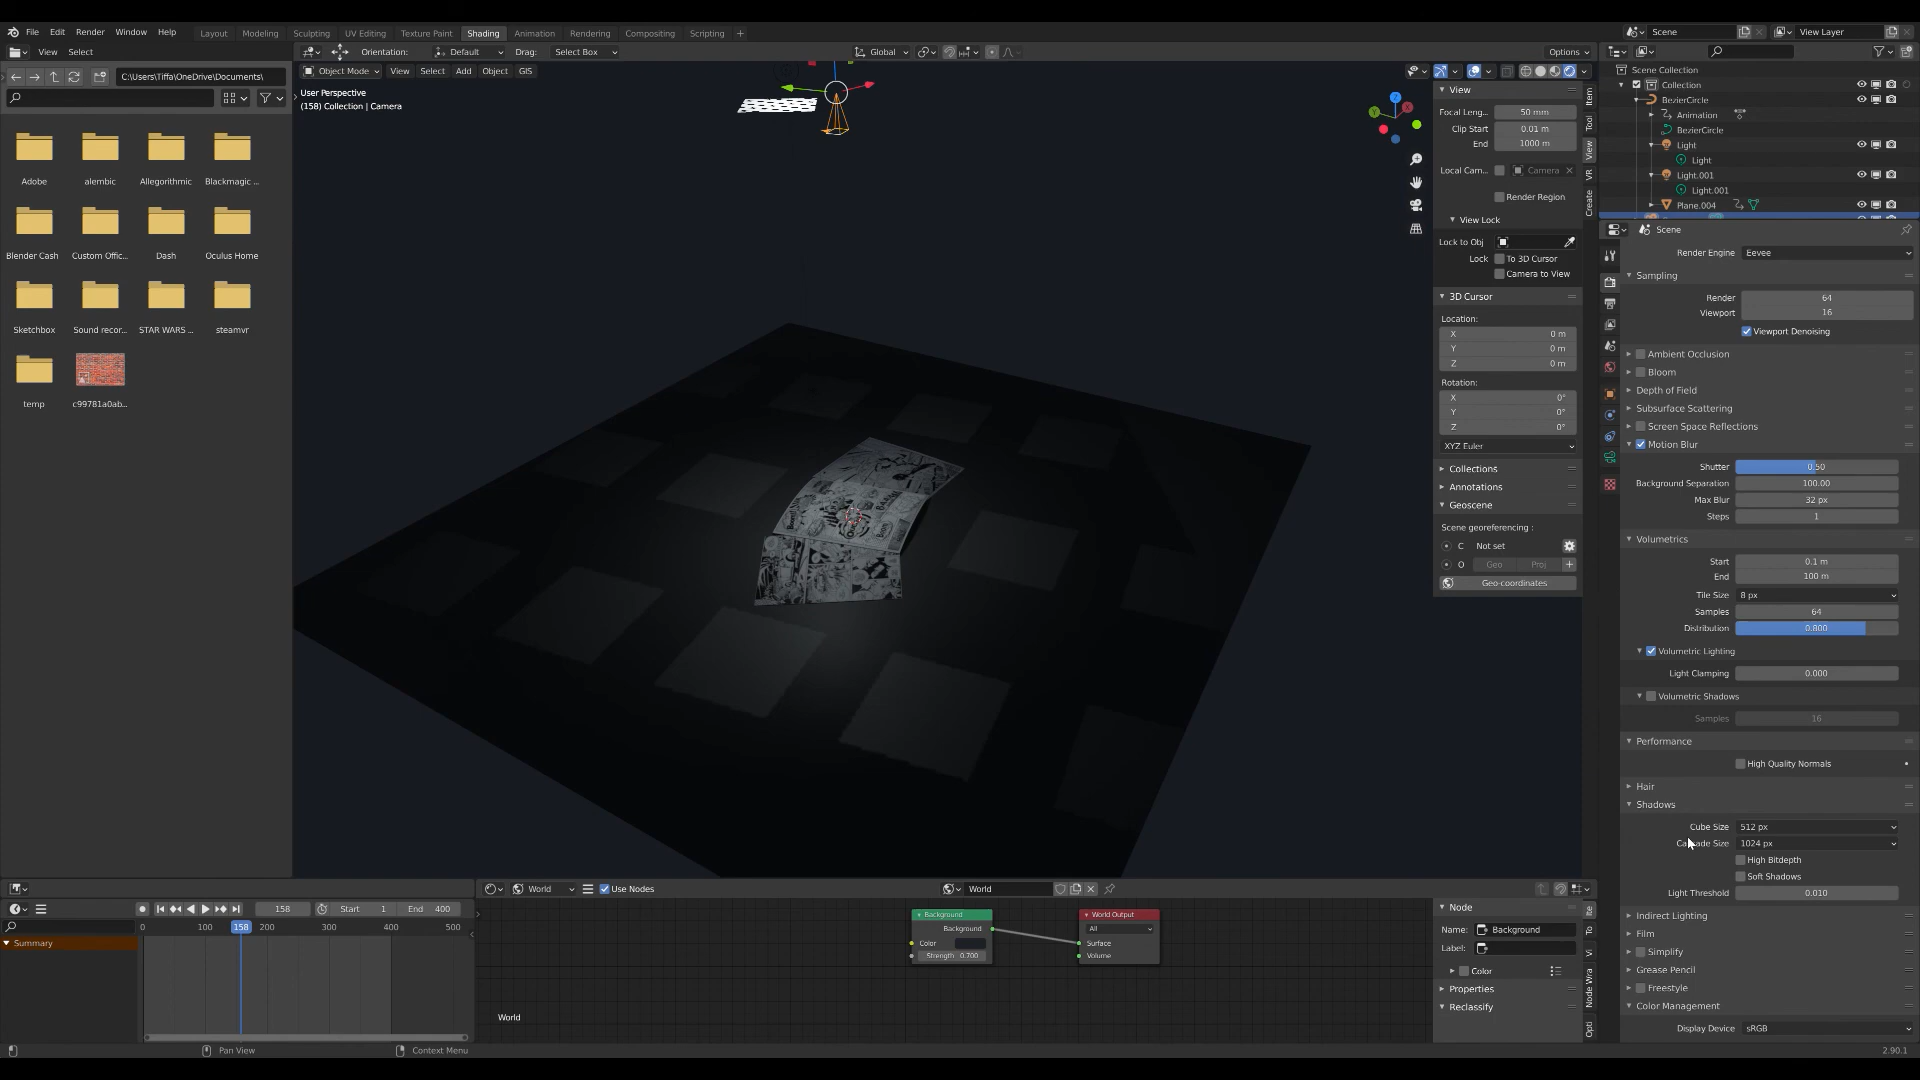 File Edit Render Window Help
Layout Modeling Sculpting UV Editing Texture Paint Shading Animation Rendering Compositing Scripting +
Scene View Layer
View Select
Orientation: Default Drag: Select Box
Global
Options
C:\Users\Tiffa\OneDrive\Documents\
Object Mode View Select Add Object GIS
User Perspective
(158) Collection | Camera
Adobe alembic Allegorithmic Blackmagic ...
Blender Cash Custom Offic... Dash Oculus Home
Sketchbox Sound recor... STAR WARS ... steamvr
temp c99781a0ab...
View
Focal Leng... 50 mm
Clip Start 0.01 m
End 1000 m
Local Cam... Camera
Render Region
View Lock
Lock to Obj
Lock To 3D Cursor
Camera to View
3D Cursor
Location:
X 0 m
Y 0 m
Z 0 m
Rotation:
X 0°
Y 0°
Z 0°
XYZ Euler
Collections
Annotations
Geoscene
Scene georeferencing :
C Not set
O Geo Proj +
Geo-coordinates
Item
Tool
View
VR
Create
Scene Collection
Collection
BezierCircle
Animation
BezierCircle
Light
Light
Light.001
Light.001
Plane.004
Scene
Render Engine Eevee
Sampling
Render 64
Viewport 16
Viewport Denoising
Ambient Occlusion
Bloom
Depth of Field
Subsurface Scattering
Screen Space Reflections
Motion Blur
Shutter 0.50
Background Separation 100.00
Max Blur 32 px
Steps 1
Volumetrics
Start 0.1 m
End 100 m
Tile Size 8 px
Samples 64
Distribution 0.800
Volumetric Lighting
Light Clamping 0.000
Volumetric Shadows
Samples 16
Performance
High Quality Normals
Hair
Shadows
Cube Size 512 px
Size 1024 px
High Bitdepth
Soft Shadows
Light Threshold 0.010
Indirect Lighting
Film
Simplify
Grease Pencil
Freestyle
Color Management
Display Device sRGB
158 Start 1 End 400
0 100 158 200 300 400 500
Summary
World Use Nodes World
Background
Background
Color
Strength 0.700
World Output
All
Surface
Volume
World
Node
Name: Background
Label:
Color
Properties
Reclassify
Ite
To
Vi
Node Wra
Opti
Pan View Context Menu 2.90.1